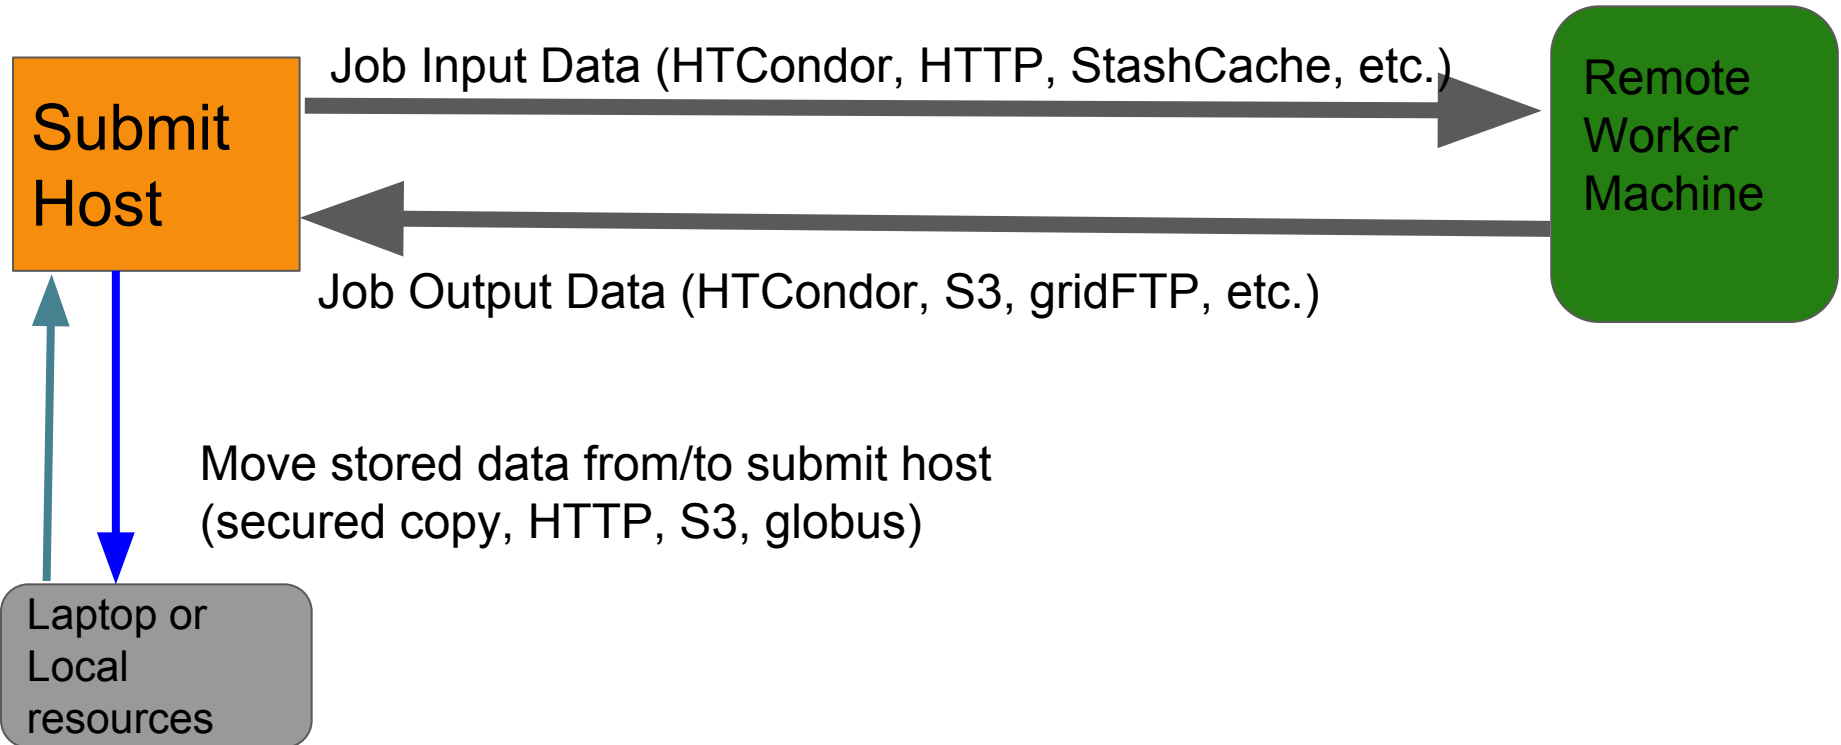 Job Input Data (HTCondor, HTTP, StashCache, etc.)
Submit
Host
Remote
Worker
Machine
Job Output Data (HTCondor, S3, gridFTP, etc.)
Move stored data from/to submit host
(secured copy, HTTP, S3, globus)
Laptop or
Local
resources